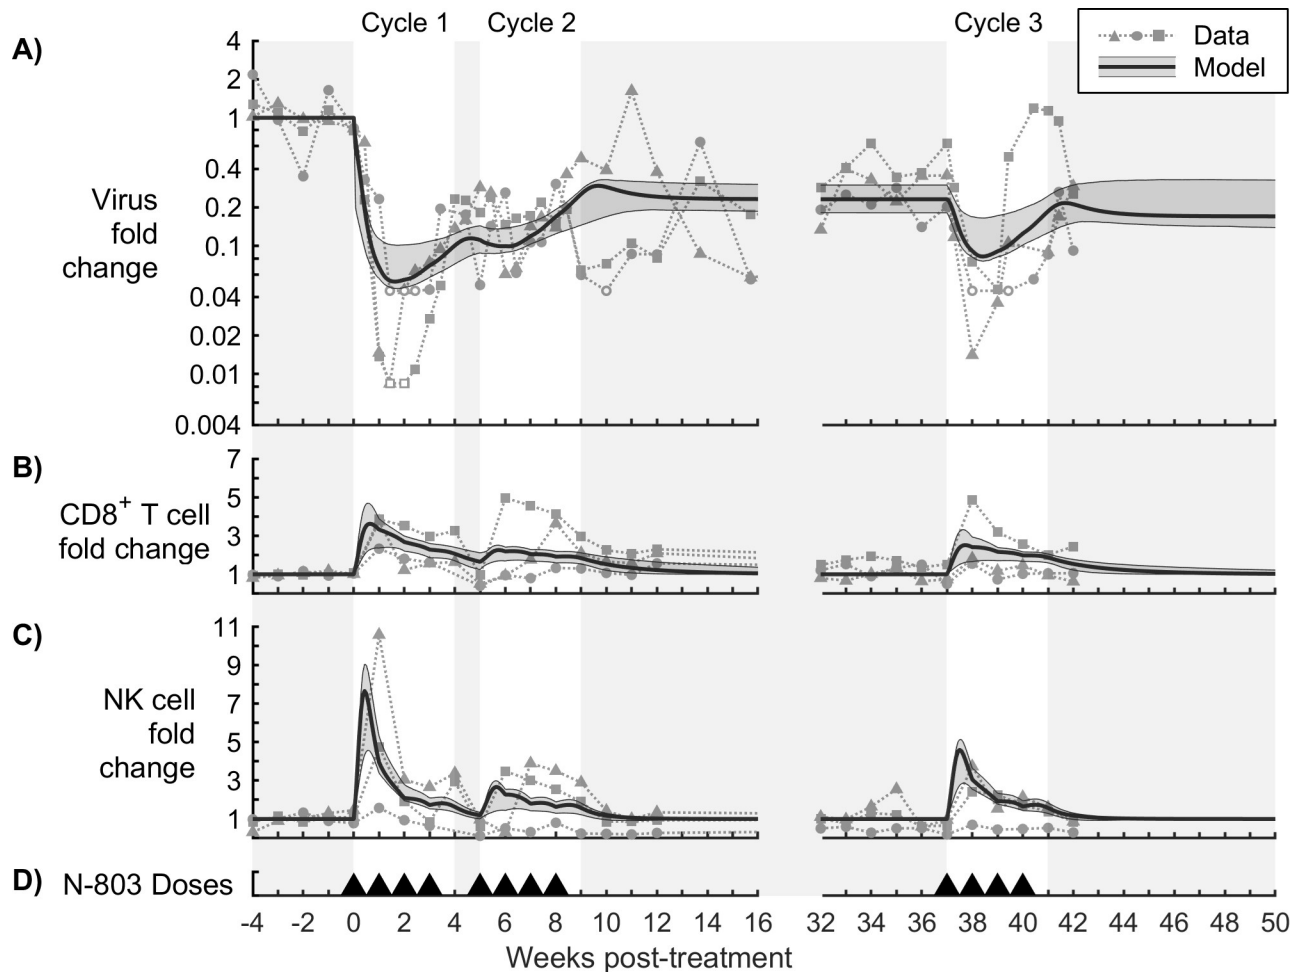 Cycle 1 Cycle 2 Cycle 3
Data
Model
A)
Virus
fold
change
4
2
1
0.4
0.2
0.1
0.04
0.02
0.01
0.004
B)
CD8+ T cell
fold change
7
5
3
1
C)
NK cell
fold
change
11
9
7
5
3
1
D) N-803 Doses
-4 -2 0 2 4 6 8 10 12 14 16 32 34 36 38 40 42 44 46 48 50
Weeks post-treatment